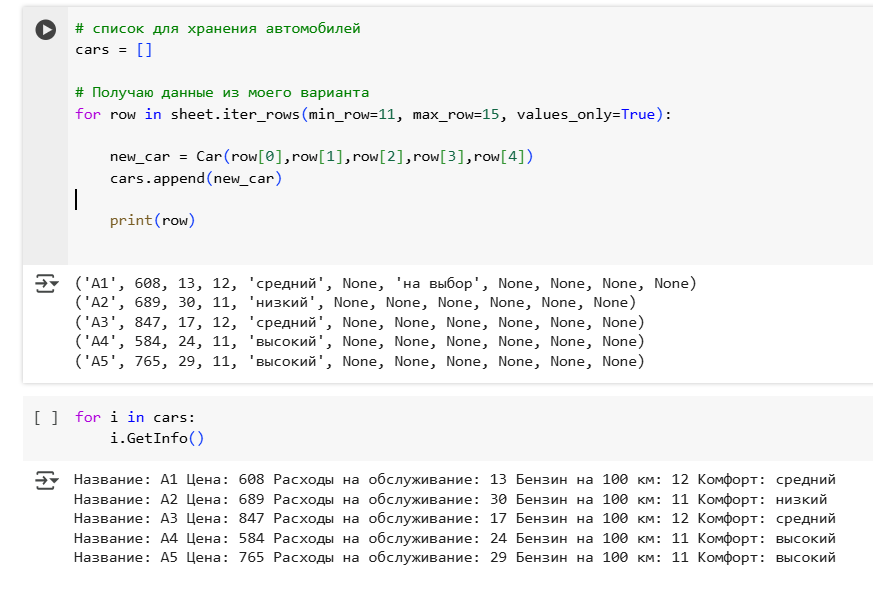 # список для хранения автомобилей
cars = []
# Получаю данные из моего варианта
for row in sheet.iter_rows(min_row=11, max_row=15, values_only=True):
    new_car = Car(row[0],row[1],row[2],row[3],row[4])
    cars.append(new_car)
    print(row)
('A1', 608, 13, 12, 'средний', None, 'на выбор', None, None, None, None)
('A2', 689, 30, 11, 'низкий', None, None, None, None, None, None)
('A3', 847, 17, 12, 'средний', None, None, None, None, None, None)
('A4', 584, 24, 11, 'высокий', None, None, None, None, None, None)
('A5', 765, 29, 11, 'высокий', None, None, None, None, None, None)
[ ] for i in cars:
    i.GetInfo()
Название: A1 Цена: 608 Расходы на обслуживание: 13 Бензин на 100 км: 12 Комфорт: средний
Название: A2 Цена: 689 Расходы на обслуживание: 30 Бензин на 100 км: 11 Комфорт: низкий
Название: A3 Цена: 847 Расходы на обслуживание: 17 Бензин на 100 км: 12 Комфорт: средний
Название: A4 Цена: 584 Расходы на обслуживание: 24 Бензин на 100 км: 11 Комфорт: высокий
Название: A5 Цена: 765 Расходы на обслуживание: 29 Бензин на 100 км: 11 Комфорт: высокий